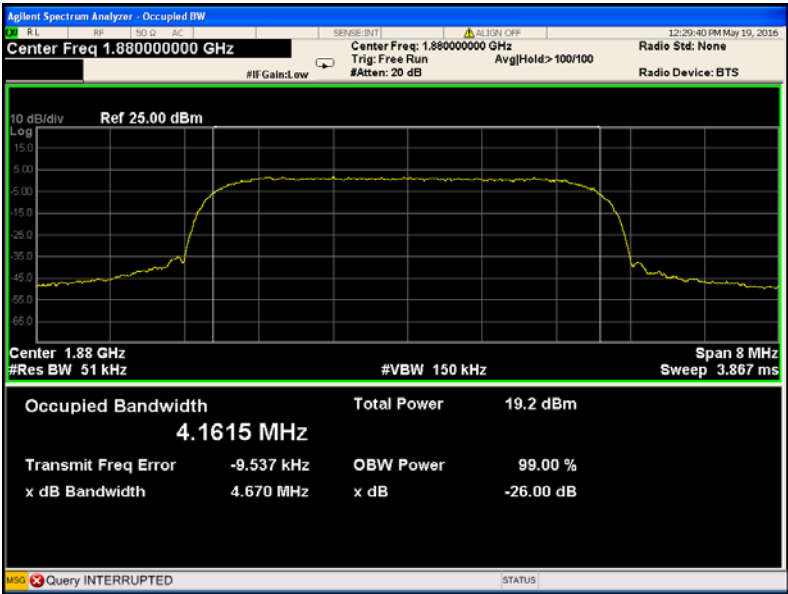 Agilent Spectrum Analyzer - Occupied BW
LXI RL RF 50 Ω AC SENSE:INT ALIGN OFF 12:29:40 PM May 19, 2016
Center Freq 1.880000000 GHz Center Freq: 1.880000000 GHz Radio Std: None
Trig: Free Run Avg|Hold:>100/100
#IFGain:Low #Atten: 20 dB Radio Device: BTS
10 dB/div Ref 25.00 dBm
Log
15.0
5.00
-5.00
-15.0
-25.0
-35.0
-45.0
-55.0
-65.0
Center 1.88 GHz Span 8 MHz
#Res BW 51 kHz #VBW 150 kHz Sweep 3.867 ms
Occupied Bandwidth Total Power 19.2 dBm
4.1615 MHz
Transmit Freq Error -9.537 kHz OBW Power 99.00 %
x dB Bandwidth 4.670 MHz x dB -26.00 dB
MSG Query INTERRUPTED STATUS